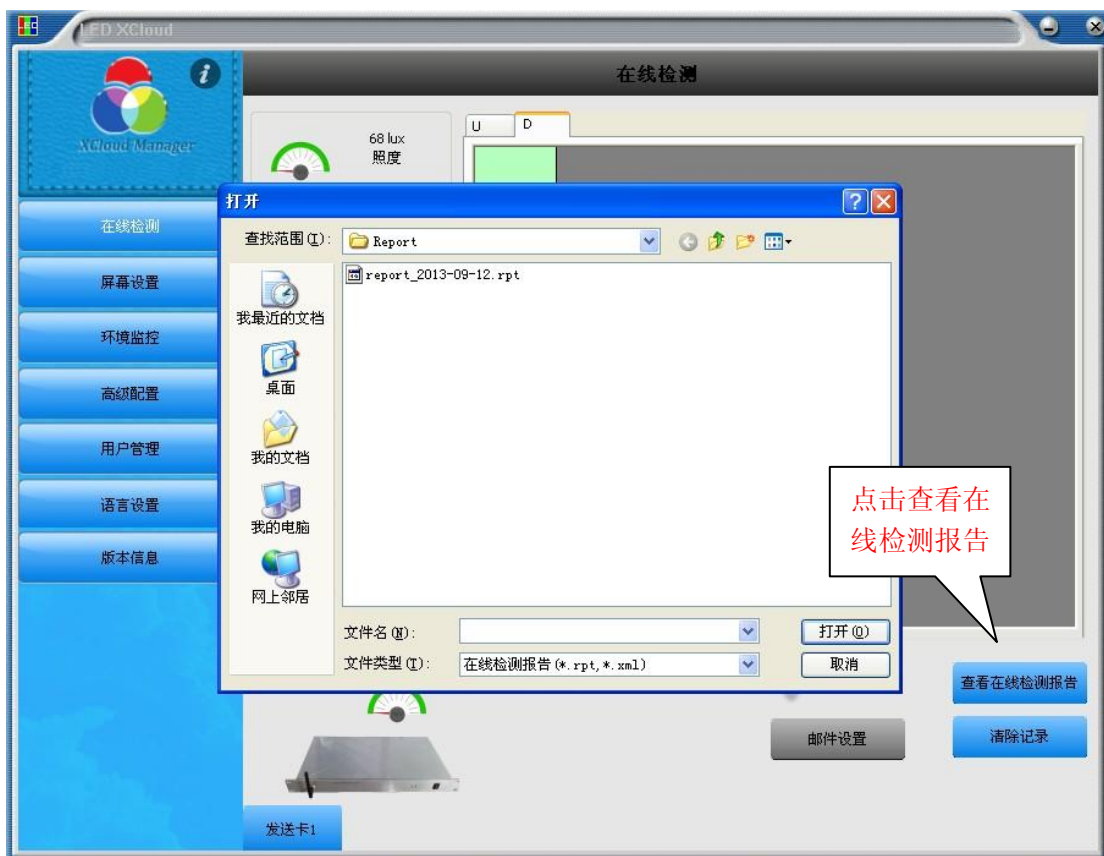 LED XCloud
XCloud Manager
在线检测
屏幕设置
环境监控
高级配置
用户管理
语言设置
版本信息
在线检测
68 lux
照度
U
D
打开
查找范围(I):
Report
report_2013-09-12.rpt
我最近的文档
桌面
我的文档
我的电脑
网上邻居
文件名(N):
打开(O)
文件类型(T):
在线检测报告(*.rpt,*.xml)
取消
点击查看在
线检测报告
查看在线检测报告
邮件设置
清除记录
发送卡1